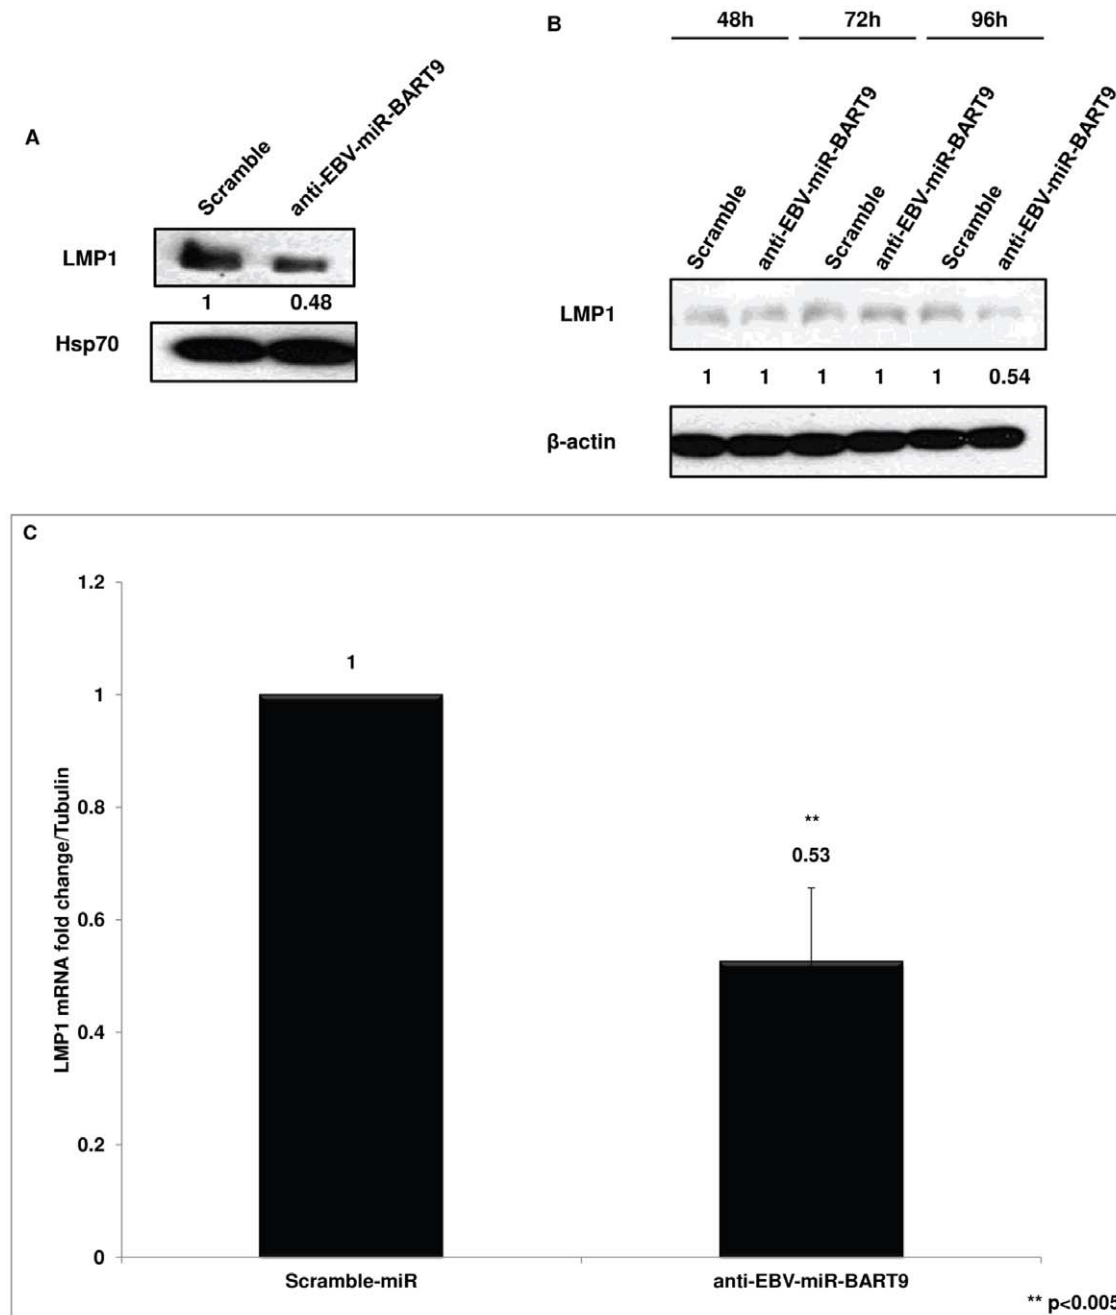 A
Scramble
anti-EBV-miR-BART9
LMP1
1 0.48
Hsp70
B
48h 72h 96h
Scramble
anti-EBV-miR-BART9
Scramble
anti-EBV-miR-BART9
Scramble
anti-EBV-miR-BART9
LMP1
1 1 1 1 1 0.54
β-actin
C
LMP1 mRNA fold change/Tubulin
1.2
1
0.8
0.6
0.4
0.2
0
1
**
0.53
Scramble-miR anti-EBV-miR-BART9
** p<0.005